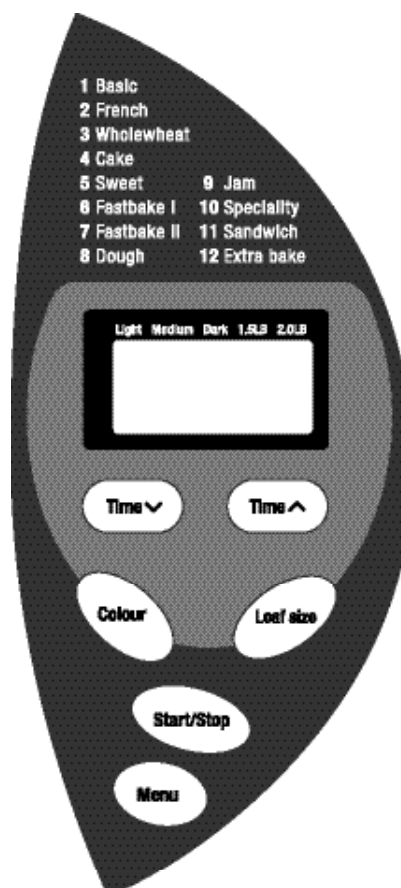 1 Basic
2 French
3 Wholewheat
4 Cake
5 Sweet
6 Fastbake I
7 Fastbake II
8 Dough
9 Jam
10 Speciality
11 Sandwich
12 Extra bake
Light Medium Dark 1.5LB 2.0LB
Time
Time
Colour
Loaf size
Start/Stop
Menu